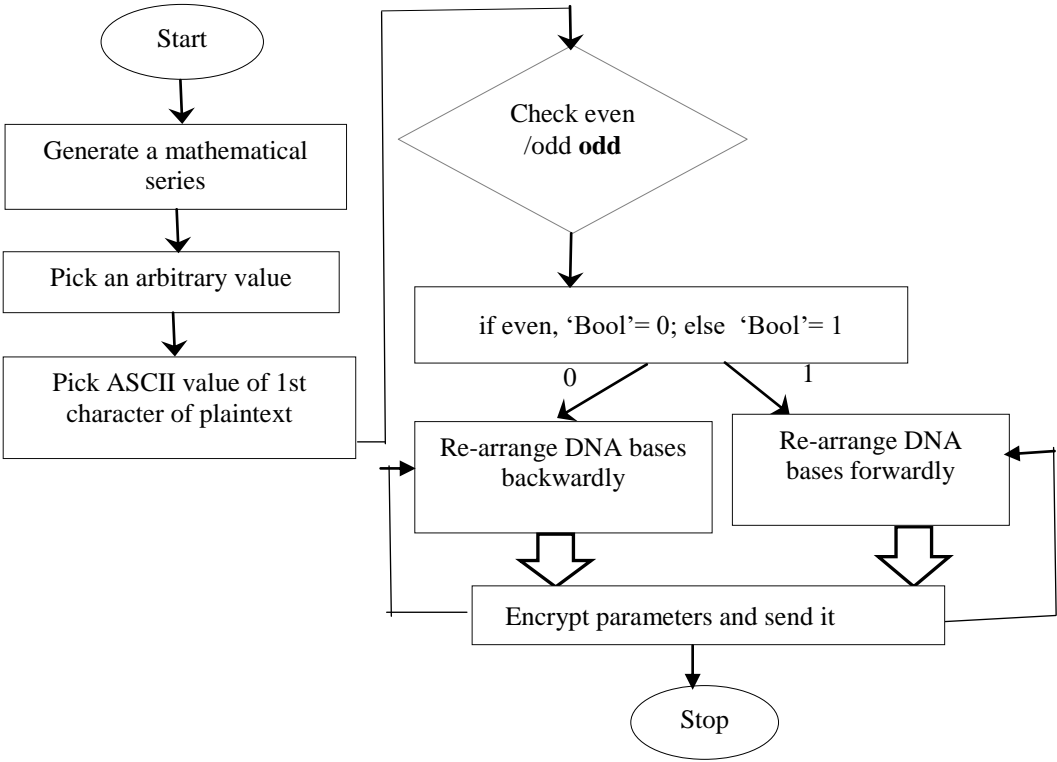 Start
Generate a mathematical
series
Pick an arbitrary value
Pick ASCII value of 1st
character of plaintext
Check even
/odd odd
if even, ‘Bool’= 0; else  ‘Bool’= 1
0
1
Re-arrange DNA bases
backwardly
Re-arrange DNA
bases forwardly
Encrypt parameters and send it
Stop